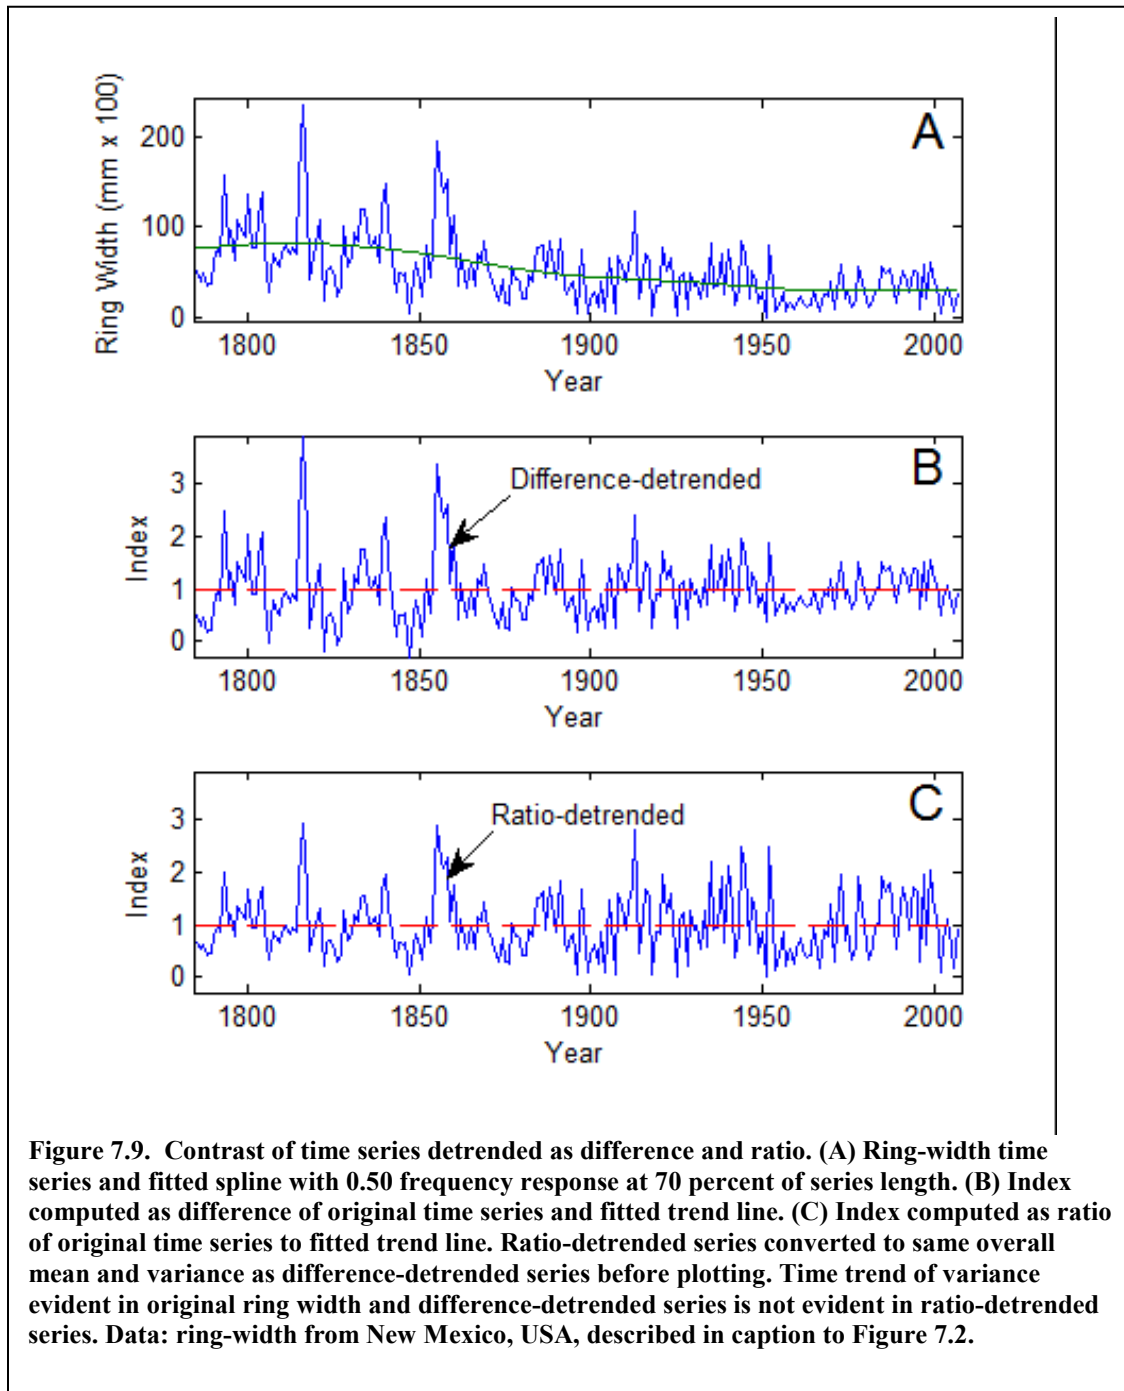 A
Ring Width (mm x 100)
200
100
0
1800 1850 1900 1950 2000
Year
B
Difference-detrended
Index
3
2
1
0
1800 1850 1900 1950 2000
Year
C
Ratio-detrended
Index
3
2
1
0
1800 1850 1900 1950 2000
Year
Figure 7.9. Contrast of time series detrended as difference and ratio. (A) Ring-width time
series and fitted spline with 0.50 frequency response at 70 percent of series length. (B) Index
computed as difference of original time series and fitted trend line. (C) Index computed as ratio
of original time series to fitted trend line. Ratio-detrended series converted to same overall
mean and variance as difference-detrended series before plotting. Time trend of variance
evident in original ring width and difference-detrended series is not evident in ratio-detrended
series. Data: ring-width from New Mexico, USA, described in caption to Figure 7.2.